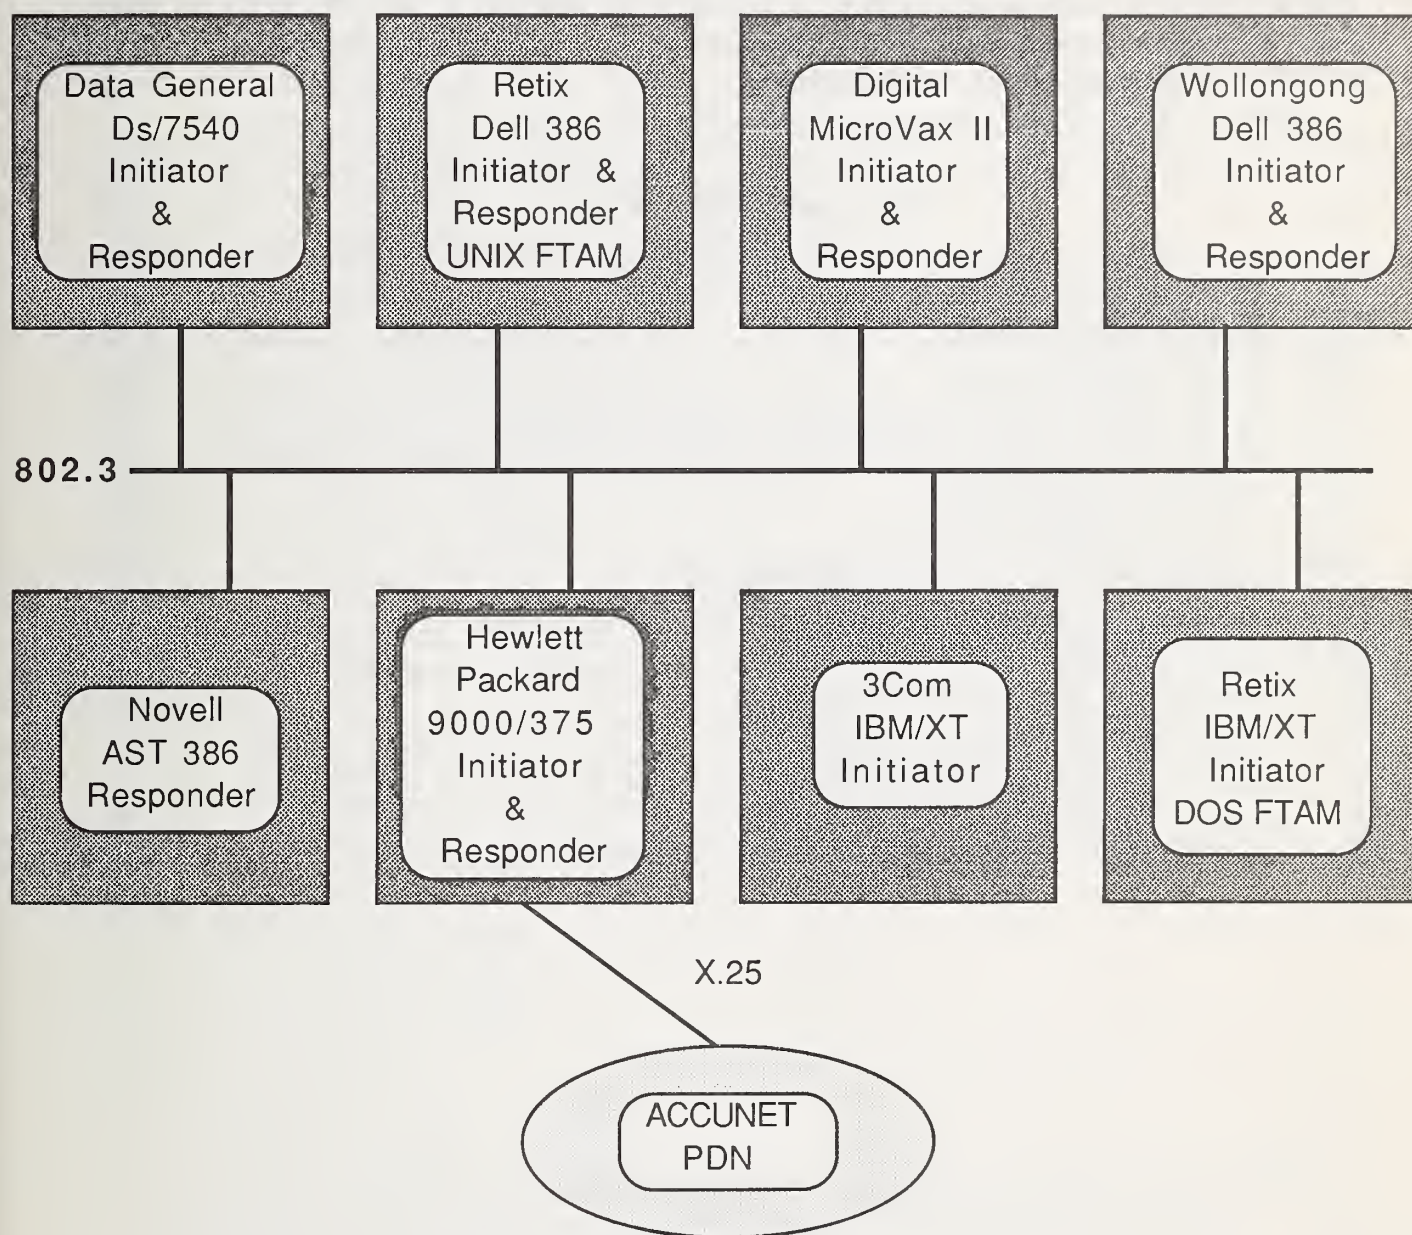 Data General
Ds/7540
Initiator
&
Responder
Retix
Dell 386
Initiator &
Responder
UNIX FTAM
Digital
MicroVax II
Initiator
&
Responder
Wollongong
Dell 386
Initiator
&
Responder
802.3
Novell
AST 386
Responder
Hewlett
Packard
9000/375
Initiator
&
Responder
3Com
IBM/XT
Initiator
Retix
IBM/XT
Initiator
DOS FTAM
X.25
ACCUNET
PDN